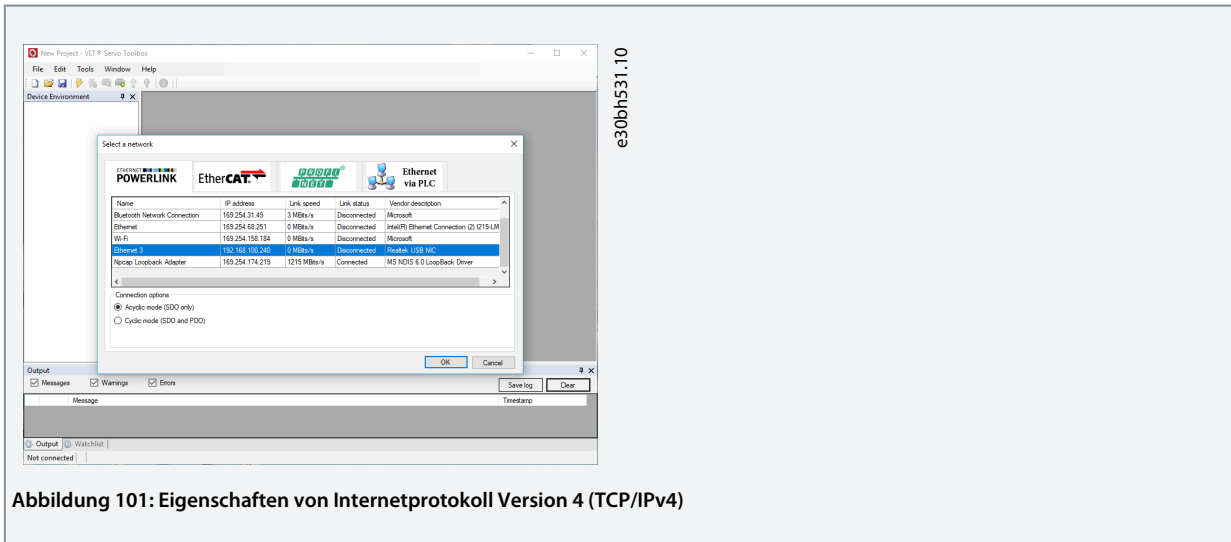 New Project - VLT® Servo Toolbox
File Edit Tools Window Help
Device Environment
Select a network
ETHERNET
POWERLINK
EtherCAT.
PROFI
NET
Ethernet
via PLC
Name IP address Link speed Link status Vendor description
Bluetooth Network Connection 169.254.31.49 3 MBits/s Disconnected Microsoft
Ethernet 169.254.68.251 0 MBits/s Disconnected Intel(R) Ethernet Connection (2) I219-LM
Wi-Fi 169.254.158.184 0 MBits/s Disconnected Microsoft
Ethernet 3 192.168.100.240 0 MBits/s Disconnected Realtek USB NIC
Npcap Loopback Adapter 169.254.174.219 1215 MBits/s Connected MS NDIS 6.0 LoopBack Driver
Connection options
Acyclic mode (SDO only)
Cyclic mode (SDO and PDO)
OK Cancel
Output
Messages Warnings Errors Save log Clear
Message Timestamp
Output Watchlist
Not connected
e30bh531.10
Abbildung 101: Eigenschaften von Internetprotokoll Version 4 (TCP/IPv4)